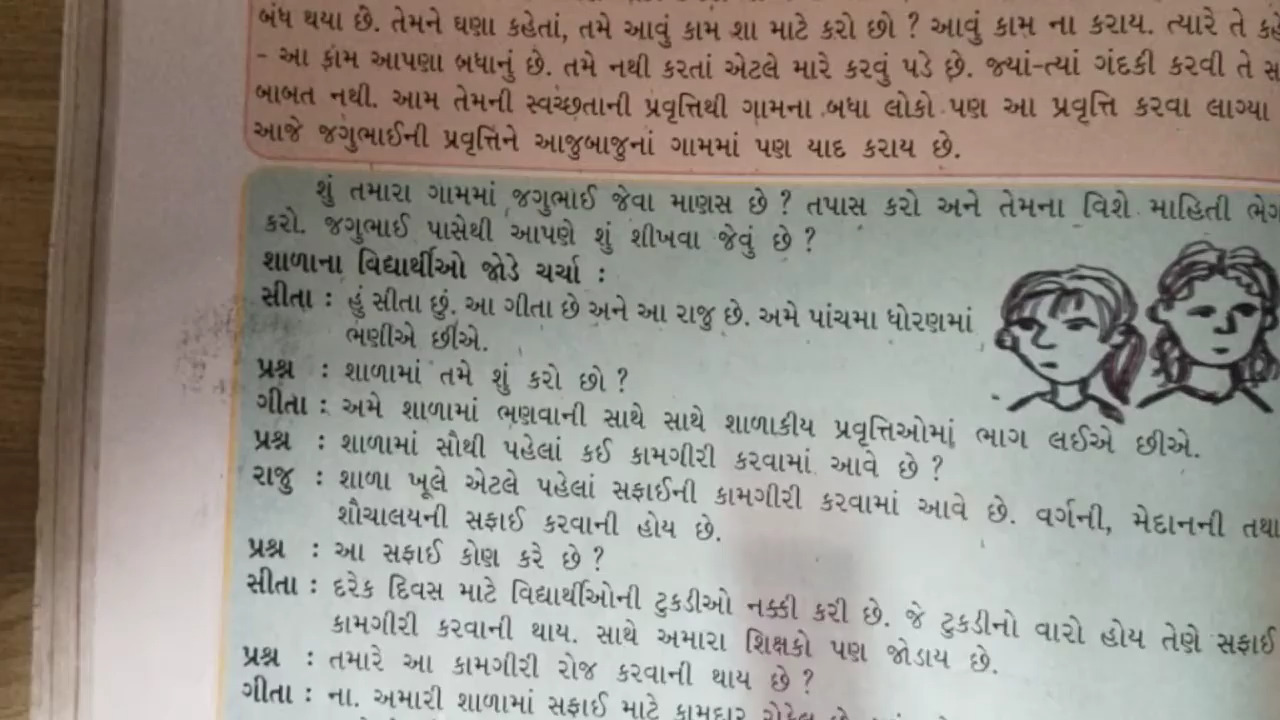 બંધ થયા છે. તેમને ઘણા કહેતાં, તમે આવું કામ શા માટે કરો છો ? આવું કામ ના કરાય. ત્યારે તે
- આ કામ આપણા બધાનું છે. તમે નથી કરતાં એટલે મારે કરવું પડે છે. જ્યાં-ત્યાં ગંદકી કરવી તે
બાબત નથી. આમ તેમની સ્વચ્છતાની પ્રવૃત્તિથી ગામના બધા લોકો પણ આ પ્રવૃત્તિ કરવા લાગ્યા
આજે જગુભાઈની પ્રવૃત્તિને આજુબાજુનાં ગામમાં પણ યાદ કરાય છે.
શું તમારા ગામમાં જગુભાઈ જેવા માણસ છે ? તપાસ કરો અને તેમના વિશે માહિતી
કરો. જગુભાઈ પાસેથી આપણે શું શીખવા જેવું છે ?
શાળાના વિદ્યાર્થીઓ જોડે ચર્ચા :
સીતા : હું સીતા છું. આ ગીતા છે અને આ રાજુ છે. અમે પાંચમા ધોરણમાં
ભણીએ છીએ.
પ્રશ્ન : શાળામાં તમે શું કરો છો ?
ગીતા : અમે શાળામાં ભણવાની સાથે સાથે શાળાકીય પ્રવૃત્તિઓમાં ભાગ લઈએ છીએ.
પ્રશ્ન : શાળામાં સૌથી પહેલાં કઈ કામગીરી કરવામાં આવે છે ?
રાજુ : શાળા ખૂલે એટલે પહેલાં સફાઈની કામગીરી કરવામાં આવે છે. વર્ગની, મેદાનની તથા
શૌચાલયની સફાઈ કરવાની હોય છે.
પ્રશ્ન : આ સફાઈ કોણ કરે છે ?
સીતા : દરેક દિવસ માટે વિદ્યાર્થીઓની ટુકડીઓ નક્કી કરી છે. જે ટુકડીનો વારો હોય તેણે સફાઈ
કામગીરી કરવાની થાય. સાથે અમારા શિક્ષકો પણ જોડાય છે.
પ્રશ્ન : તમારે આ કામગીરી રોજ કરવાની થાય છે ?
ગીતા : ના. અમારી શાળામાં સફાઈ માટે કામદાર